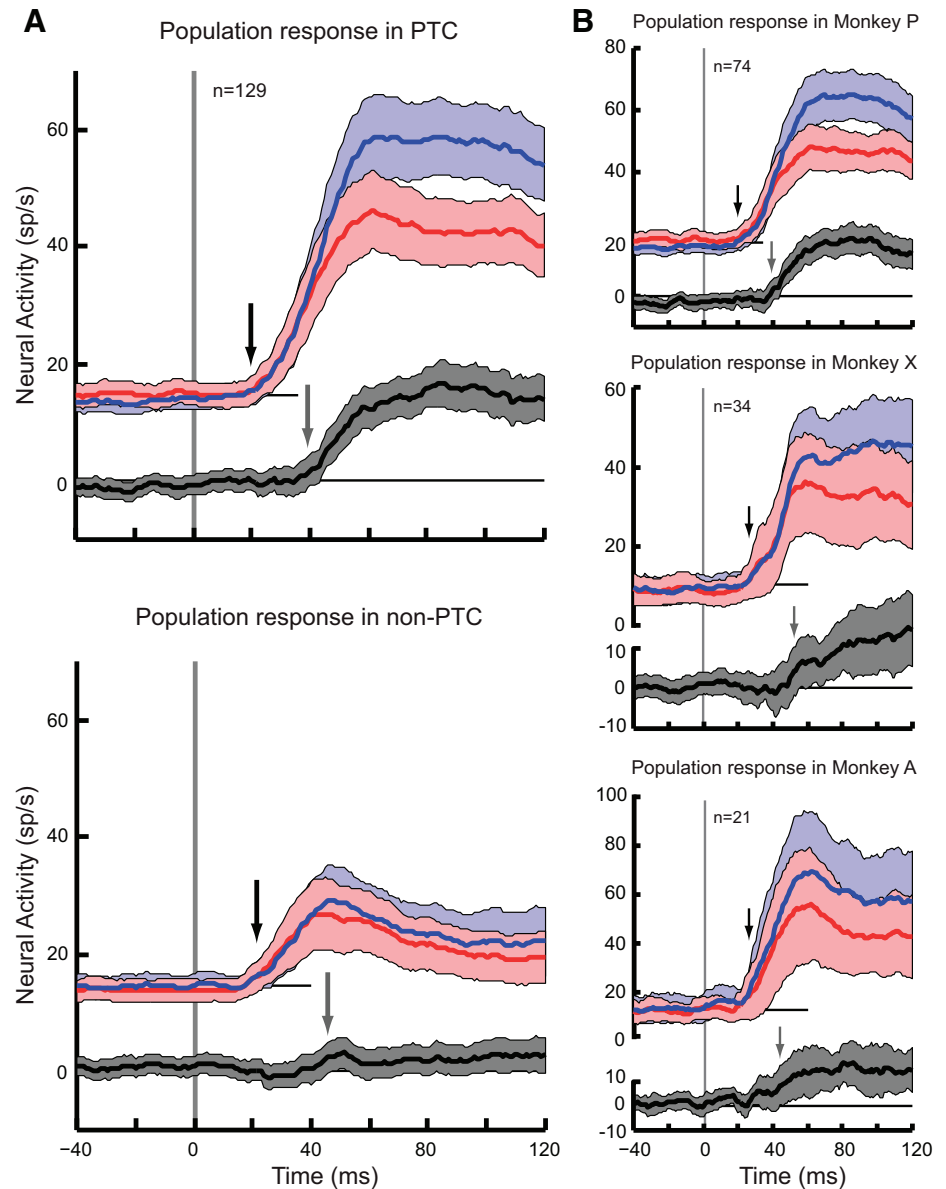 A
Population response in PTC
n=129
Neural Activity (sp/s)
60
40
20
0
Population response in non-PTC
Neural Activity (sp/s)
60
40
20
0
−40 0 40 80 120
Time (ms)
B
Population response in Monkey P
n=74
80
60
40
20
0
Population response in Monkey X
n=34
60
40
20
0
10
0
-10
Population response in Monkey A
n=21
100
80
60
40
20
0
10
0
-10
−40 0 40 80 120
Time (ms)